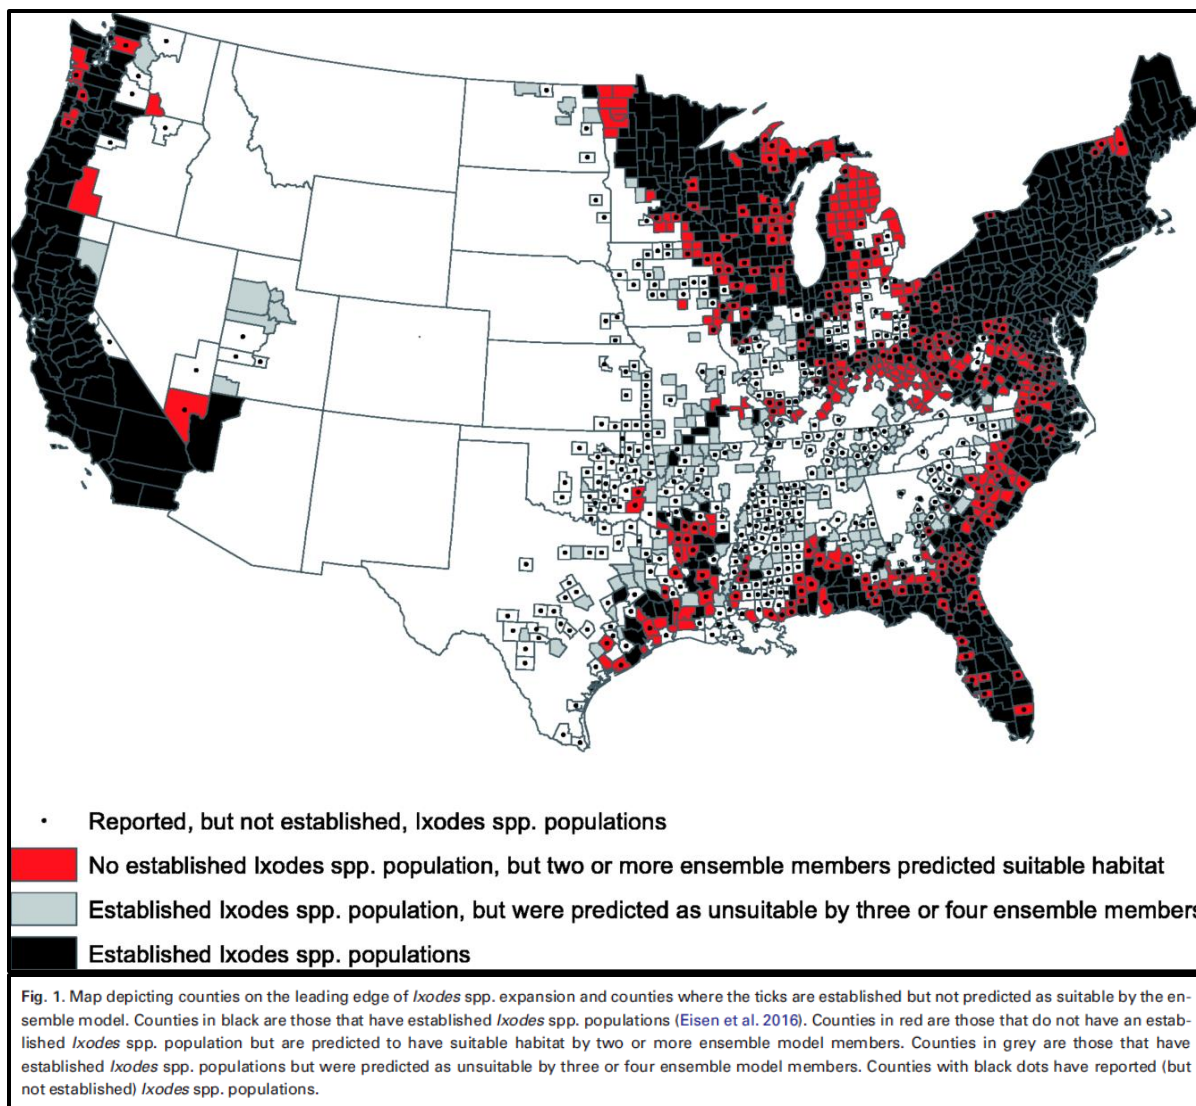 Reported, but not established, Ixodes spp. populations
No established Ixodes spp. population, but two or more ensemble members predicted suitable habitat
Established Ixodes spp. population, but were predicted as unsuitable by three or four ensemble members
Established Ixodes spp. populations
Fig. 1. Map depicting counties on the leading edge of Ixodes spp. expansion and counties where the ticks are established but not predicted as suitable by the en-
semble model. Counties in black are those that have established Ixodes spp. populations (Eisen et al. 2016). Counties in red are those that do not have an estab-
lished Ixodes spp. population but are predicted to have suitable habitat by two or more ensemble model members. Counties in grey are those that have
established Ixodes spp. populations but were predicted as unsuitable by three or four ensemble model members. Counties with black dots have reported (but
not established) Ixodes spp. populations.